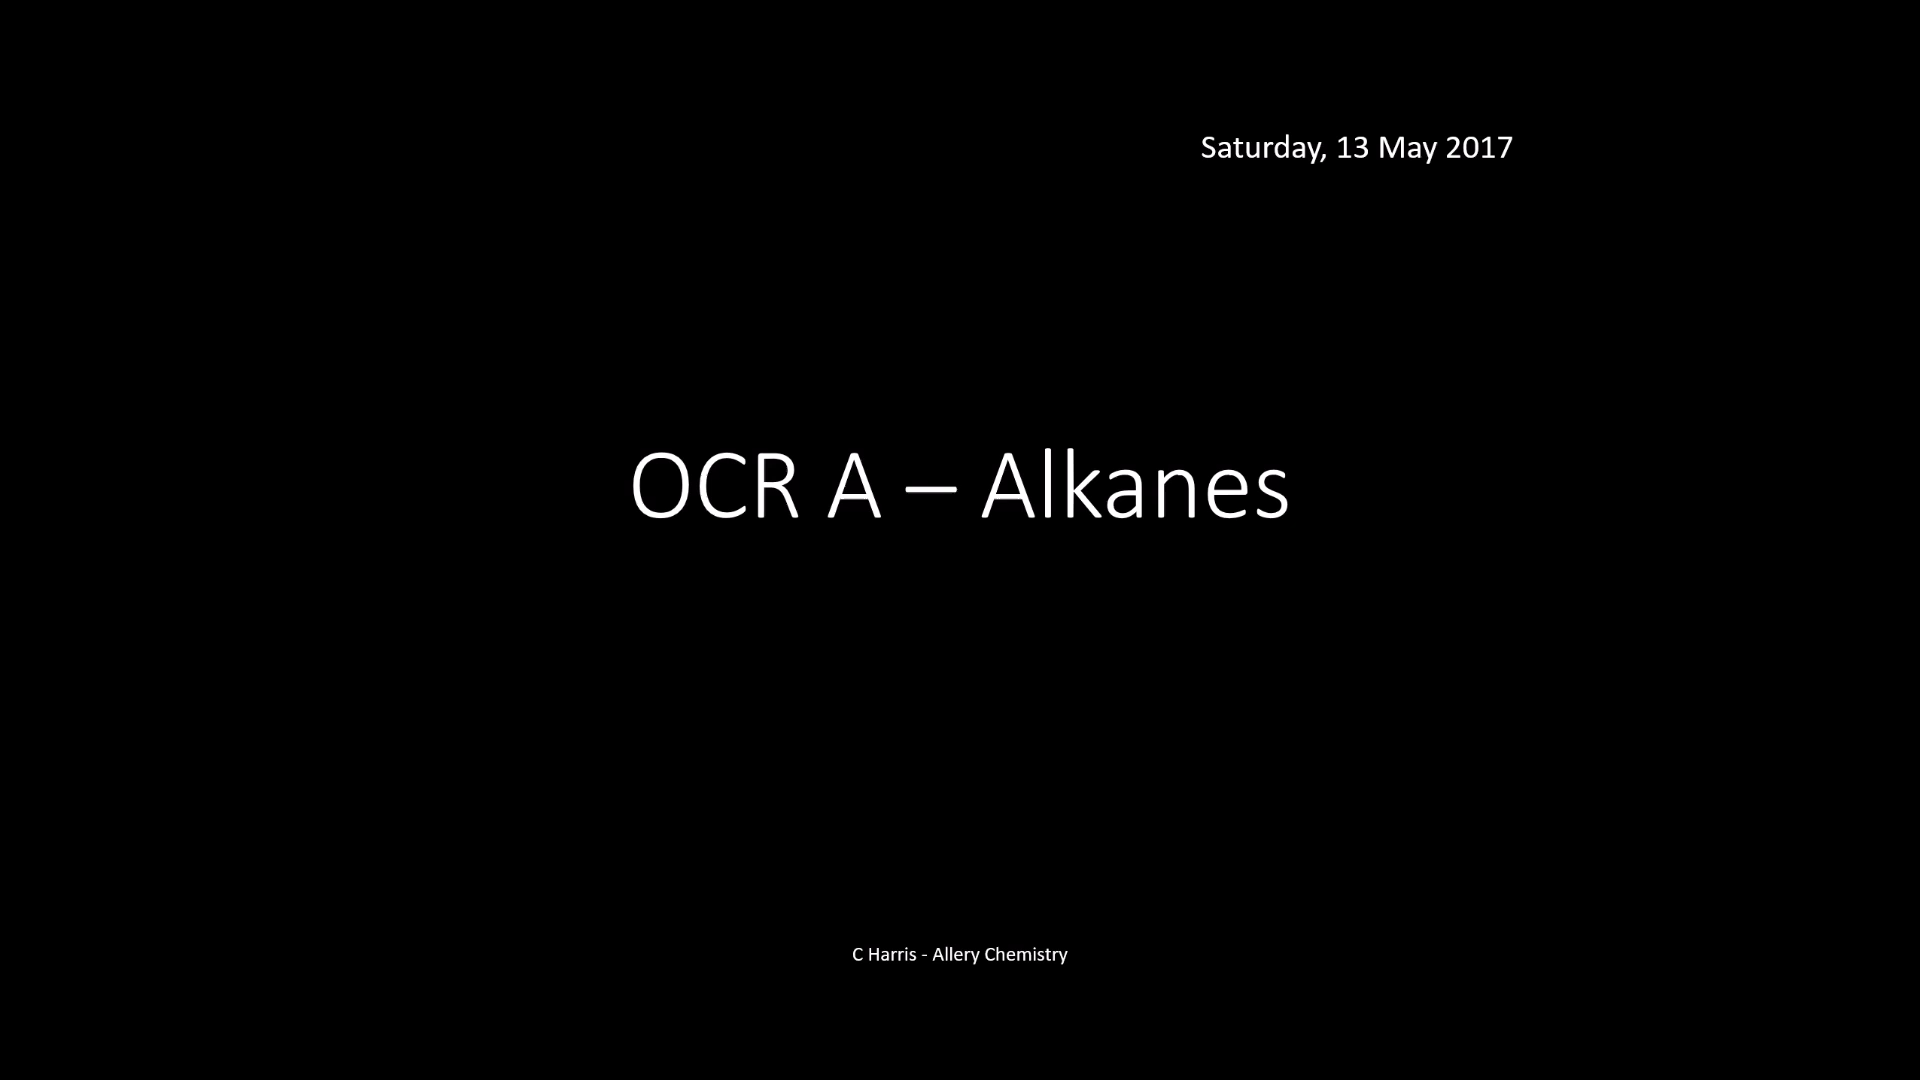 Saturday, 13 May 2017
OCR A – Alkanes
C Harris - Allery Chemistry